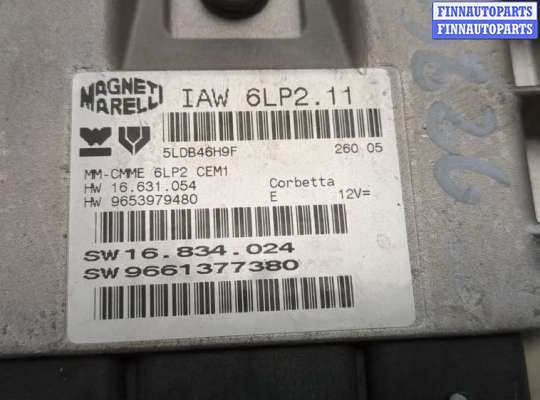 FINNAUTOPARTS
FINNAUTOPARTS
MAGNETI
MARELLI
IAW 6LP2.11
5LDB46H9F 260 05
MM-CMME 6LP2 CEM1
HW 16.631.054 Corbetta
HW 9653979480 E 12V=
SW 16.834.024
SW 9661377380